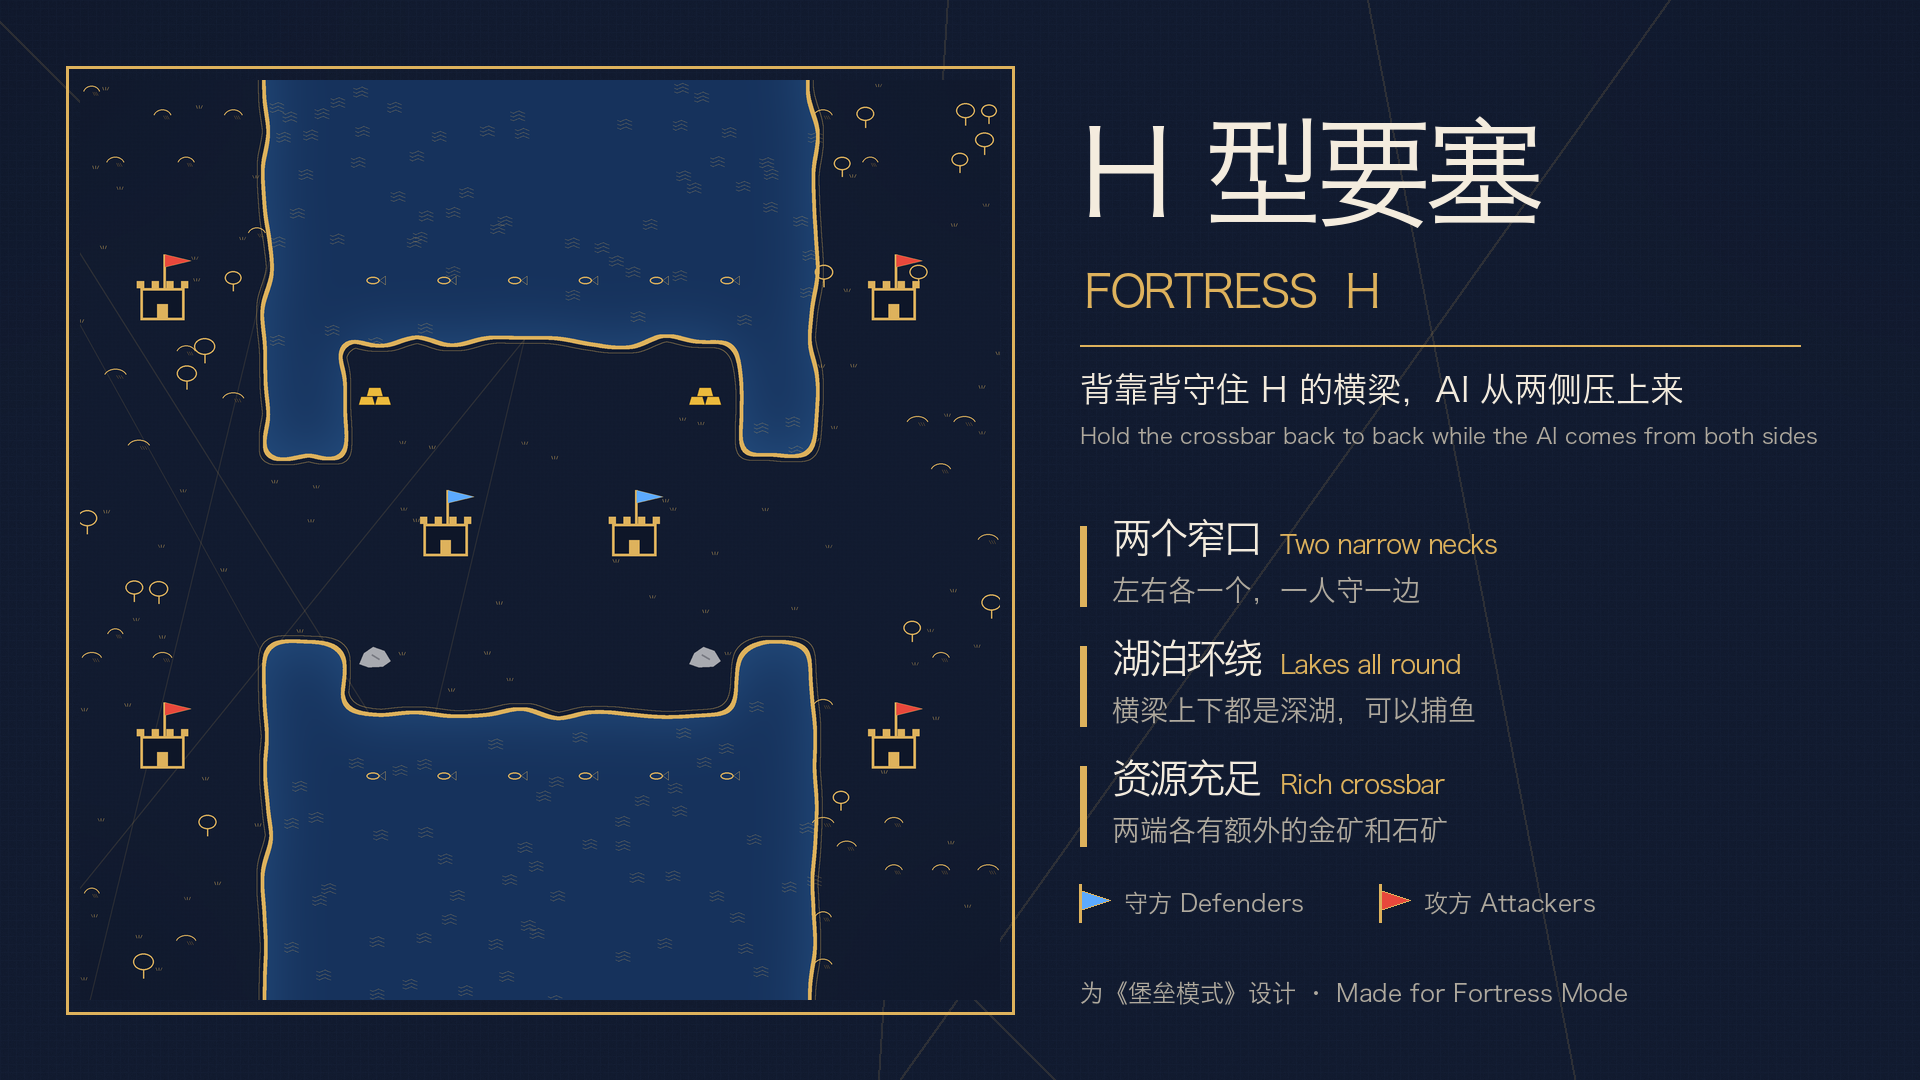 H 型要塞
FORTRESS H
背靠背守住 H 的横梁，AI 从两侧压上来
Hold the crossbar back to back while the AI comes from both sides
两个窄口 Two narrow necks
左右各一个，一人守一边
湖泊环绕 Lakes all round
横梁上下都是深湖，可以捕鱼
资源充足 Rich crossbar
两端各有额外的金矿和石矿
守方 Defenders 攻方 Attackers
为《堡垒模式》设计 · Made for Fortress Mode